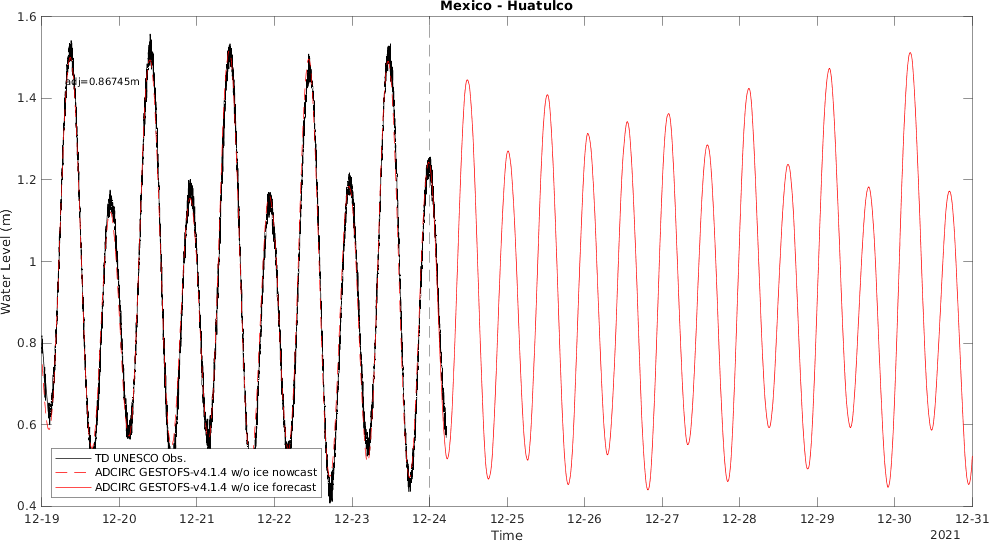 Mexico - Huatulco
Water Level (m)
1.6
1.4
1.2
1
0.8
0.6
0.4
adj=0.86745m
TD UNESCO Obs.
ADCIRC GESTOFS-v4.1.4 w/o ice nowcast
ADCIRC GESTOFS-v4.1.4 w/o ice forecast
12-19 12-20 12-21 12-22 12-23 12-24 12-25 12-26 12-27 12-28 12-29 12-30 12-31
Time
2021